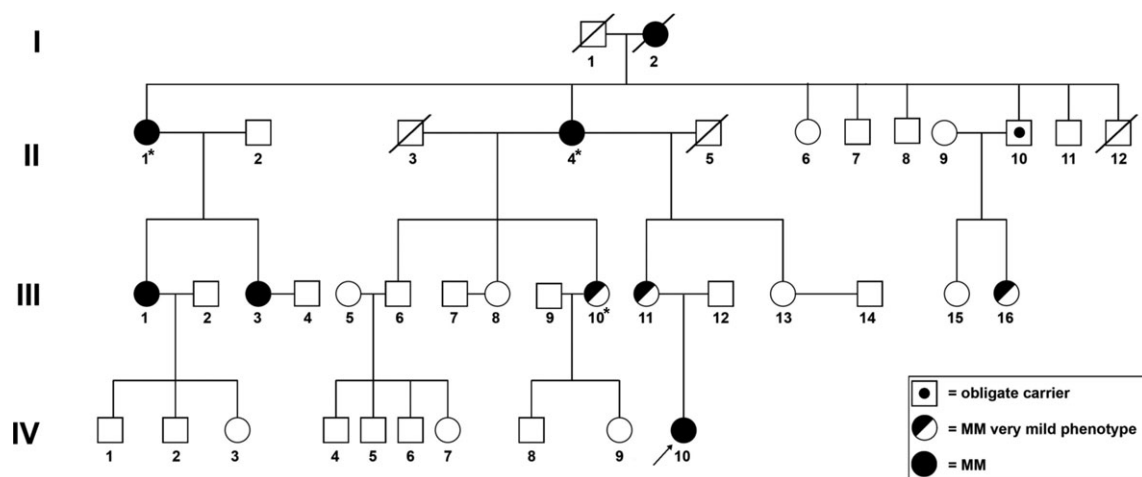 I
1 2
II
1* 2 3 4* 5 6 7 8 9 10 11 12
III
1 2 3 4 5 6 7 8 9 10* 11 12 13 14 15 16
IV
1 2 3 4 5 6 7 8 9 10
= obligate carrier
= MM very mild phenotype
= MM